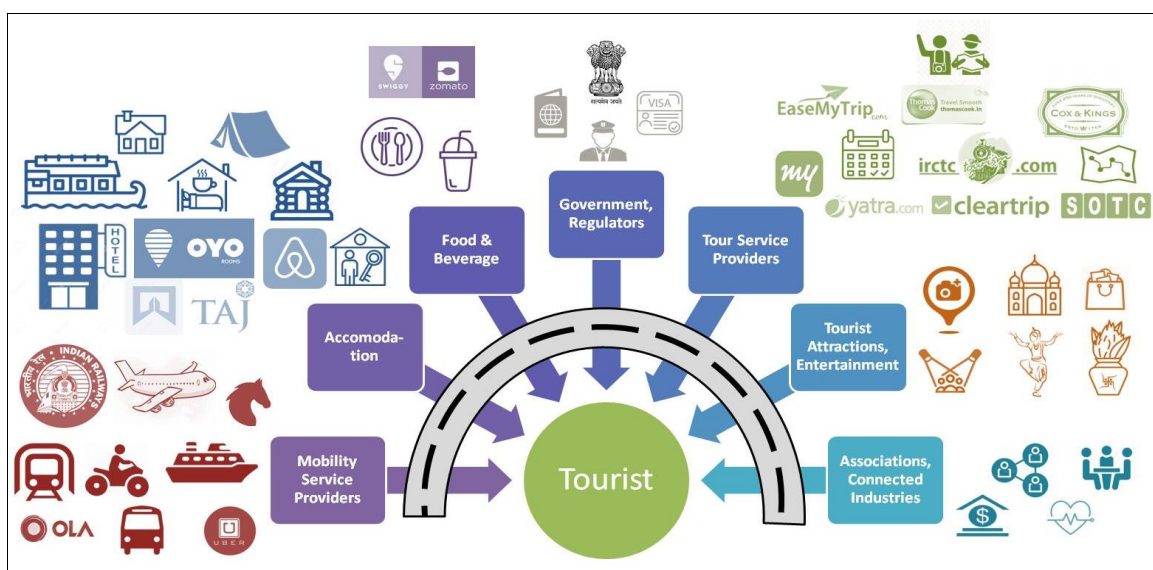 SWIGGY
zomato
सत्यमेव जयते
VISA
EaseMyTrip.com
Thomas Cook
Travel Smooth
thomascook.in
COX & KINGS
my
irctc
.com
yatra.com
cleartrip
SOTC
HOTEL
OYO
ROOMS
TAJ
Government,
Regulators
Food &
Beverage
Tour Service
Providers
Accomoda-
tion
Tourist
Attractions,
Entertainment
भारतीय रेल
INDIAN RAILWAYS
Mobility
Service
Providers
Tourist
Associations,
Connected
Industries
OLA
UBER